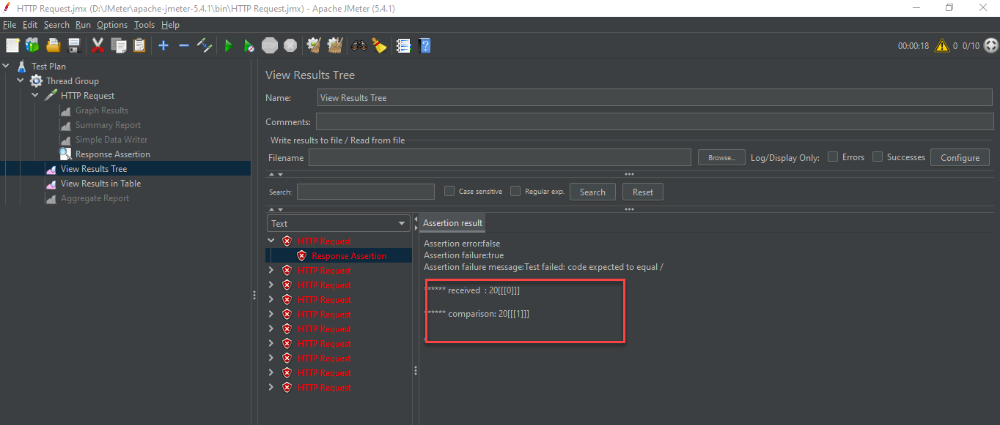 HTTP Request.jmx (D:\JMeter\apache-jmeter-5.4.1\bin\HTTP Request.jmx) - Apache JMeter (5.4.1)
File Edit Search Run Options Tools Help
STOP 00:00:18 0 0/10
Test Plan
Thread Group
HTTP Request
Graph Results
Summary Report
Simple Data Writer
Response Assertion
View Results Tree
View Results in Table
Aggregate Report
View Results Tree
Name: View Results Tree
Comments:
Write results to file / Read from file
Filename Browse... Log/Display Only: Errors Successes Configure
Search: Case sensitive Regular exp. Search Reset
Text
HTTP Request
Response Assertion
HTTP Request
HTTP Request
HTTP Request
HTTP Request
HTTP Request
HTTP Request
HTTP Request
HTTP Request
HTTP Request
Assertion result
Assertion error:false
Assertion failure:true
Assertion failure message:Test failed: code expected to equal /
****** received  : 20[[[0]]]
****** comparison: 20[[[1]]]
/